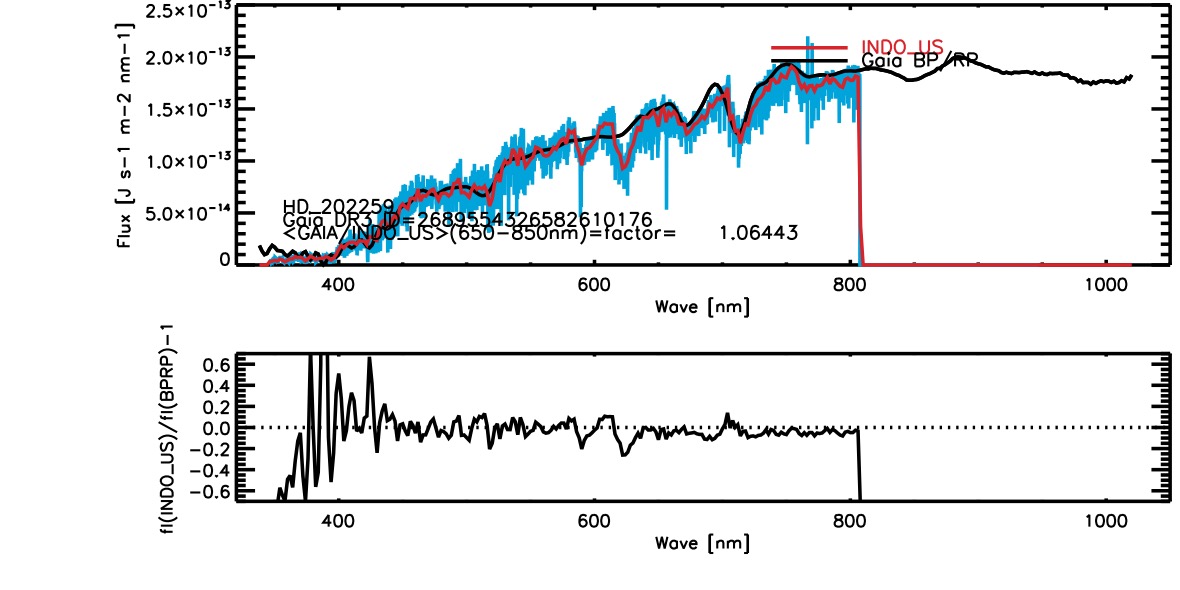 2.5×10−13
2.0×10−13
1.5×10−13
1.0×10−13
5.0×10−14
0
Flux [J s-1 m-2 nm-1]
INDO_US
Gaia BP/RP
HD_202259
Gaia DR3 ID=2689554326582610176
<GAIA/INDO_US>(650-850nm)=factor= 1.06443
400 600 800 1000
Wave [nm]
fl(INDO_US)/fl(BPRP)-1
0.6
0.4
0.2
0.0
-0.2
-0.4
-0.6
400 600 800 1000
Wave [nm]